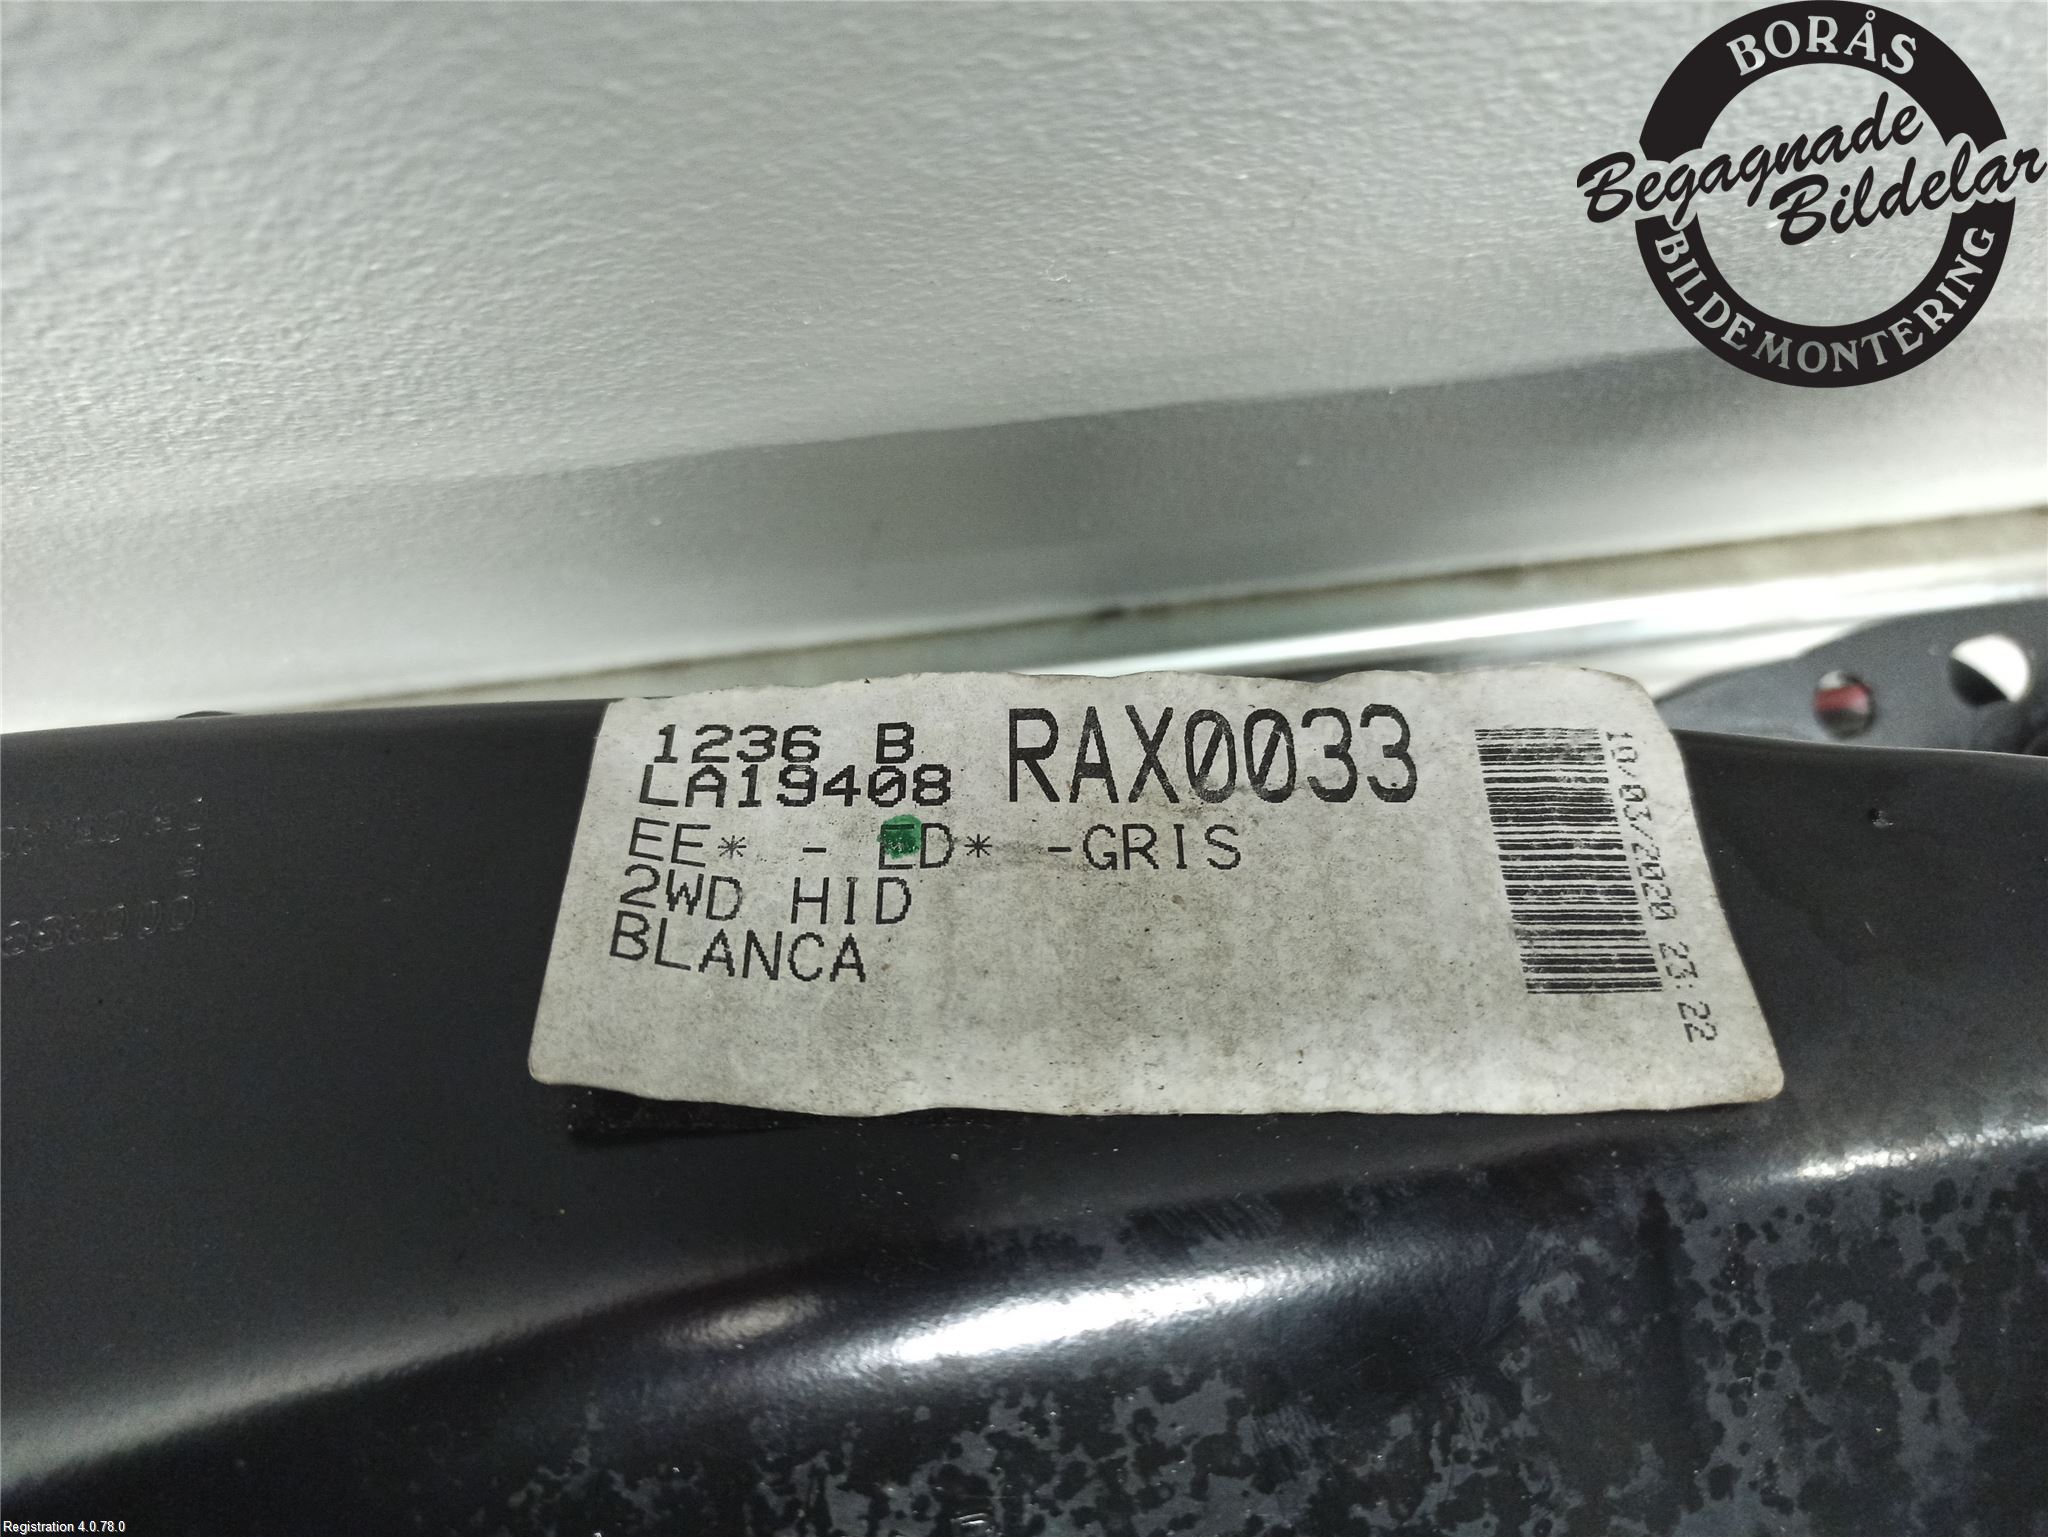 BORÅS
Begagnade
Bildelar
BILDEMONTERING
1236 B
LA19408
RAX0033
EE* - ED* -GRIS
2WD HID
BLANCA
10/03/2020 23:22
Registration 4.0.78.0